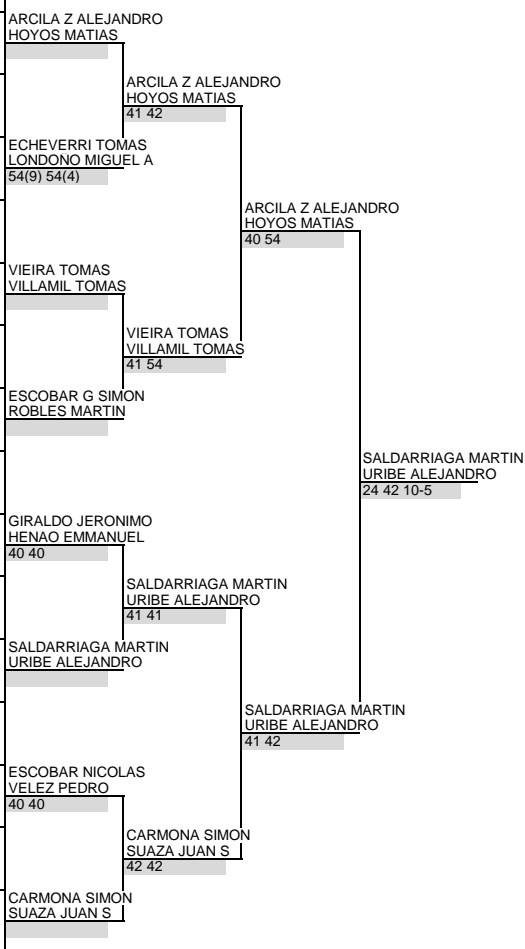 ARCILA Z ALEJANDRO
HOYOS MATIAS
ARCILA Z ALEJANDRO
HOYOS MATIAS
41 42
ECHEVERRI TOMAS
LONDOÑO MIGUEL A
54(9) 54(4)
ARCILA Z ALEJANDRO
HOYOS MATIAS
40 54
VIEIRA TOMAS
VILLAMIL TOMAS
VIEIRA TOMAS
VILLAMIL TOMAS
41 54
ESCOBAR G SIMON
ROBLES MARTIN
SALDARRIAGA MARTIN
URIBE ALEJANDRO
24 42 10-5
GIRALDO JERONIMO
HENAO EMMANUEL
40 40
SALDARRIAGA MARTIN
URIBE ALEJANDRO
41 41
SALDARRIAGA MARTIN
URIBE ALEJANDRO
SALDARRIAGA MARTIN
URIBE ALEJANDRO
41 42
ESCOBAR NICOLAS
VELEZ PEDRO
40 40
CARMONA SIMON
SUAZA JUAN S
42 42
CARMONA SIMON
SUAZA JUAN S